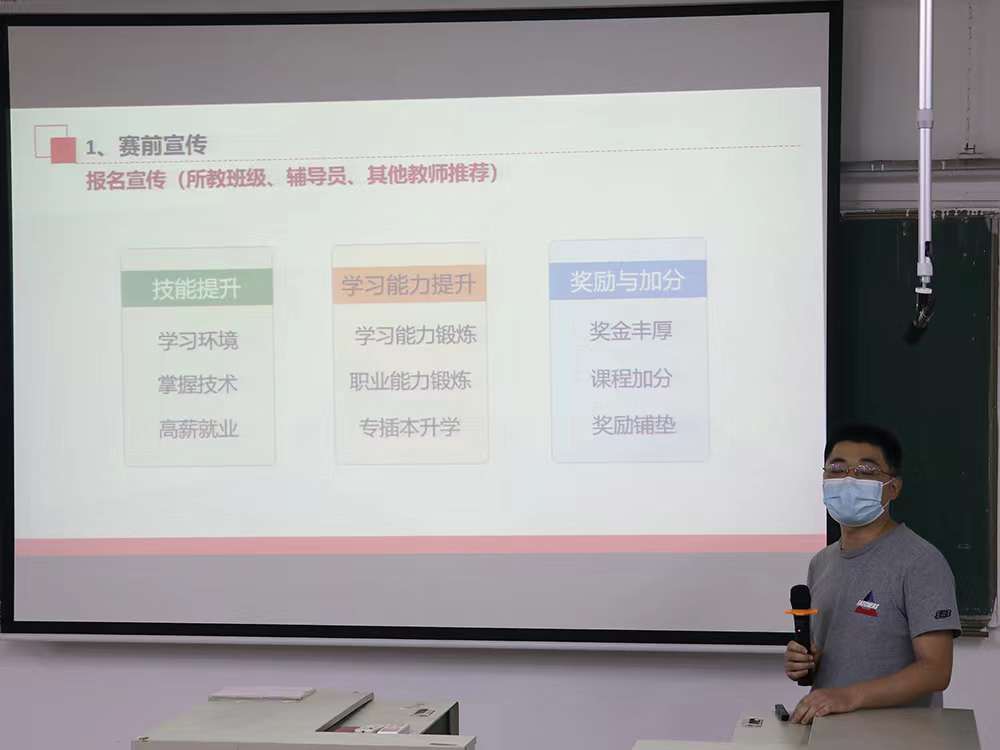 1、赛前宣传
报名宣传（所教班级、辅导员、其他教师推荐）
技能提升
学习环境
掌握技术
高薪就业
学习能力提升
学习能力锻炼
职业能力锻炼
专插本升学
奖励与加分
奖金丰厚
课程加分
奖励铺垫